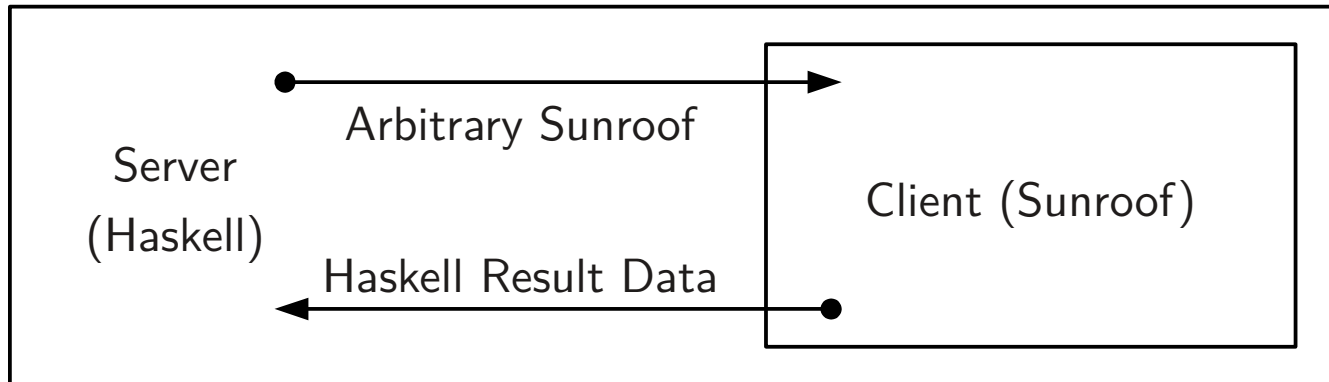 Arbitrary Sunroof
Server
(Haskell)
Client (Sunroof)
Haskell Result Data